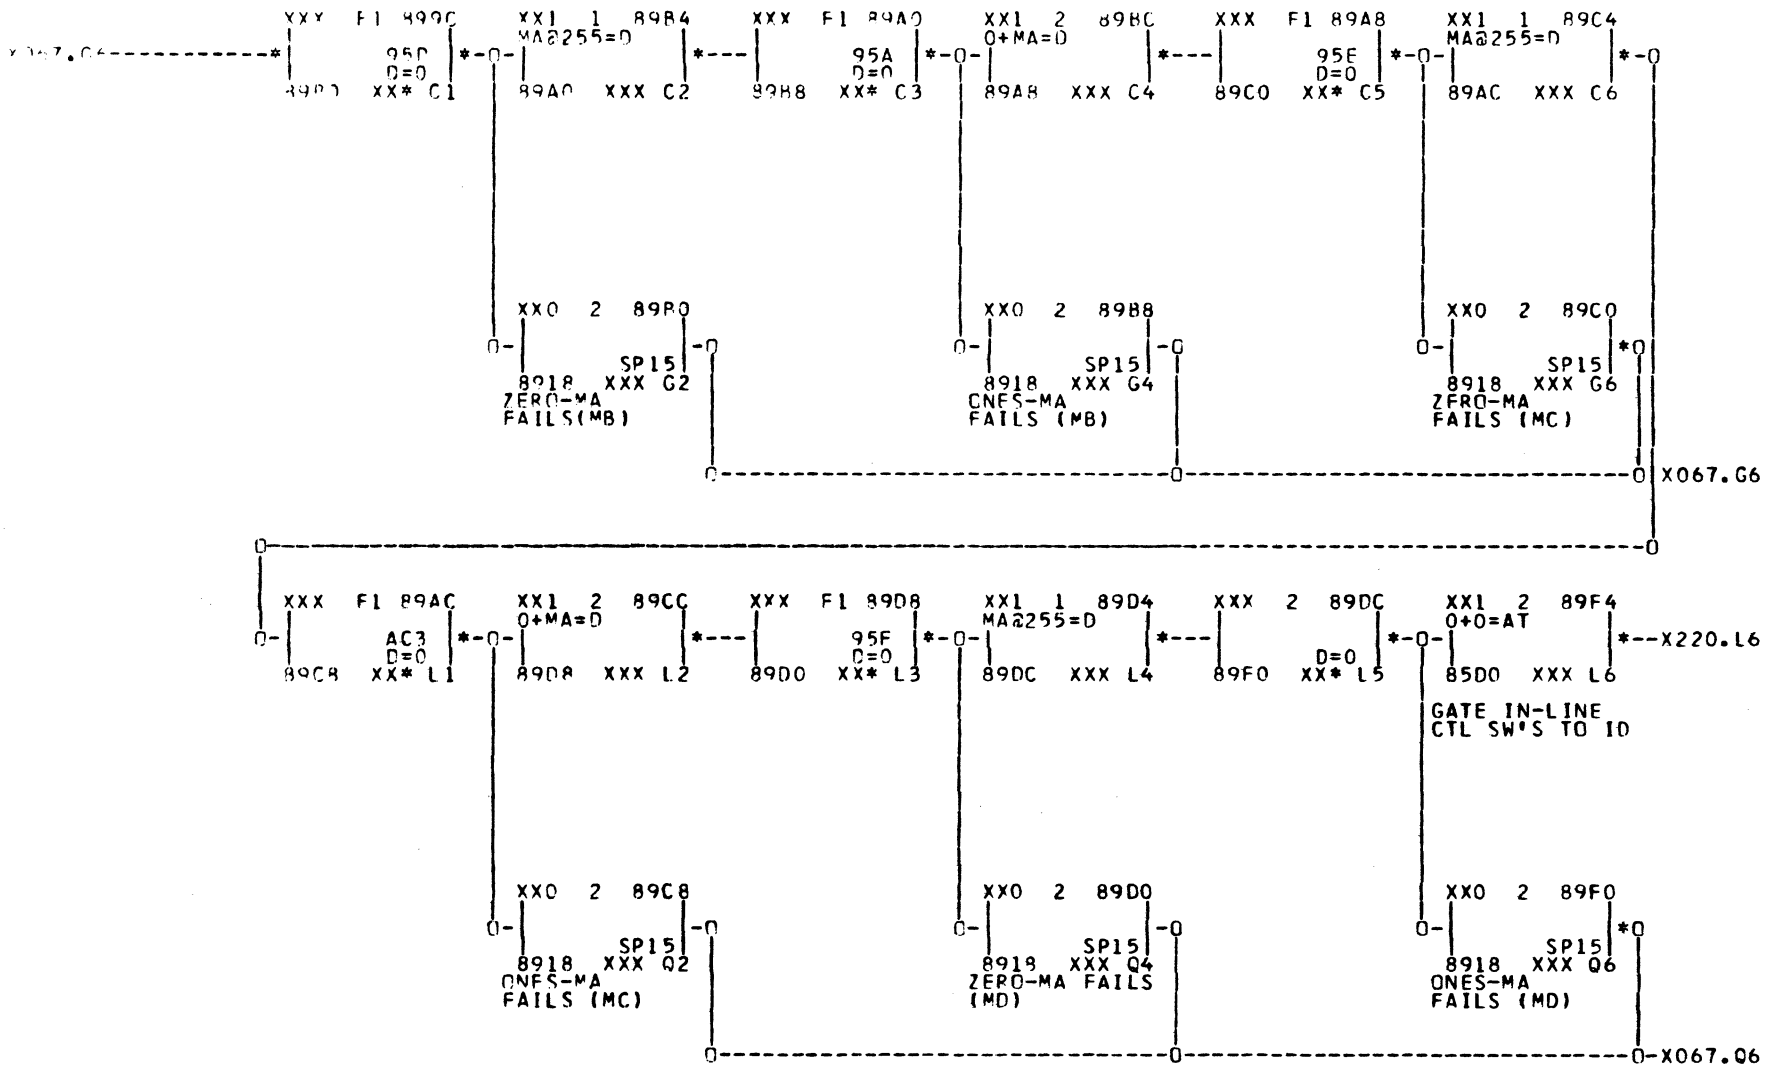 XXX F1 899C XX1 1 89B4 XXX F1 89A0 XX1 2 89BC XXX F1 89A8 XX1 1 89C4
MA@255=D O+MA=D MA@255=D
*-O- *--- *-O- *--- *-O- *-O
95A 95E
D=0 D=0 D=0
XX* C1 89A0 XXX C2 89B8 XX* C3 89A8 XXX C4 89C0 XX* C5 89AC XXX C6
XX0 2 89B0 XX0 2 89B8 XX0 2 89C0
O- -O O- -O O- *O
SP15 SP15 SP15
8918 XXX G2 8918 XXX G4 8918 XXX G6
ZERO-MA ONES-MA ZERO-MA
FAILS(MB) FAILS (MB) FAILS (MC)
O-----O-----O X067.G6
O-----O
XXX F1 89AC XX1 2 89CC XXX F1 89D8 XX1 1 89D4 XXX 2 89DC XX1 2 89F4
O+MA=D MA@255=D O+O=AT
O- AC3 *-O- *--- 95F *-O- *--- *-O- *--X220.L6
D=0 D=0 D=0
89C8 XX* L1 89D8 XXX L2 89D0 XX* L3 89DC XXX L4 89F0 XX* L5 85D0 XXX L6
GATE IN-LINE
CTL SW'S TO ID
XX0 2 89C8 XX0 2 89D0 XX0 2 89F0
O- -O O- -O O- *O
SP15 SP15 SP15
8918 XXX Q2 8918 XXX Q4 8918 XXX Q6
ONES-MA ZERO-MA FAILS ONES-MA
FAILS (MC) (MD) FAILS (MD)
O-----O-----O-X067.Q6